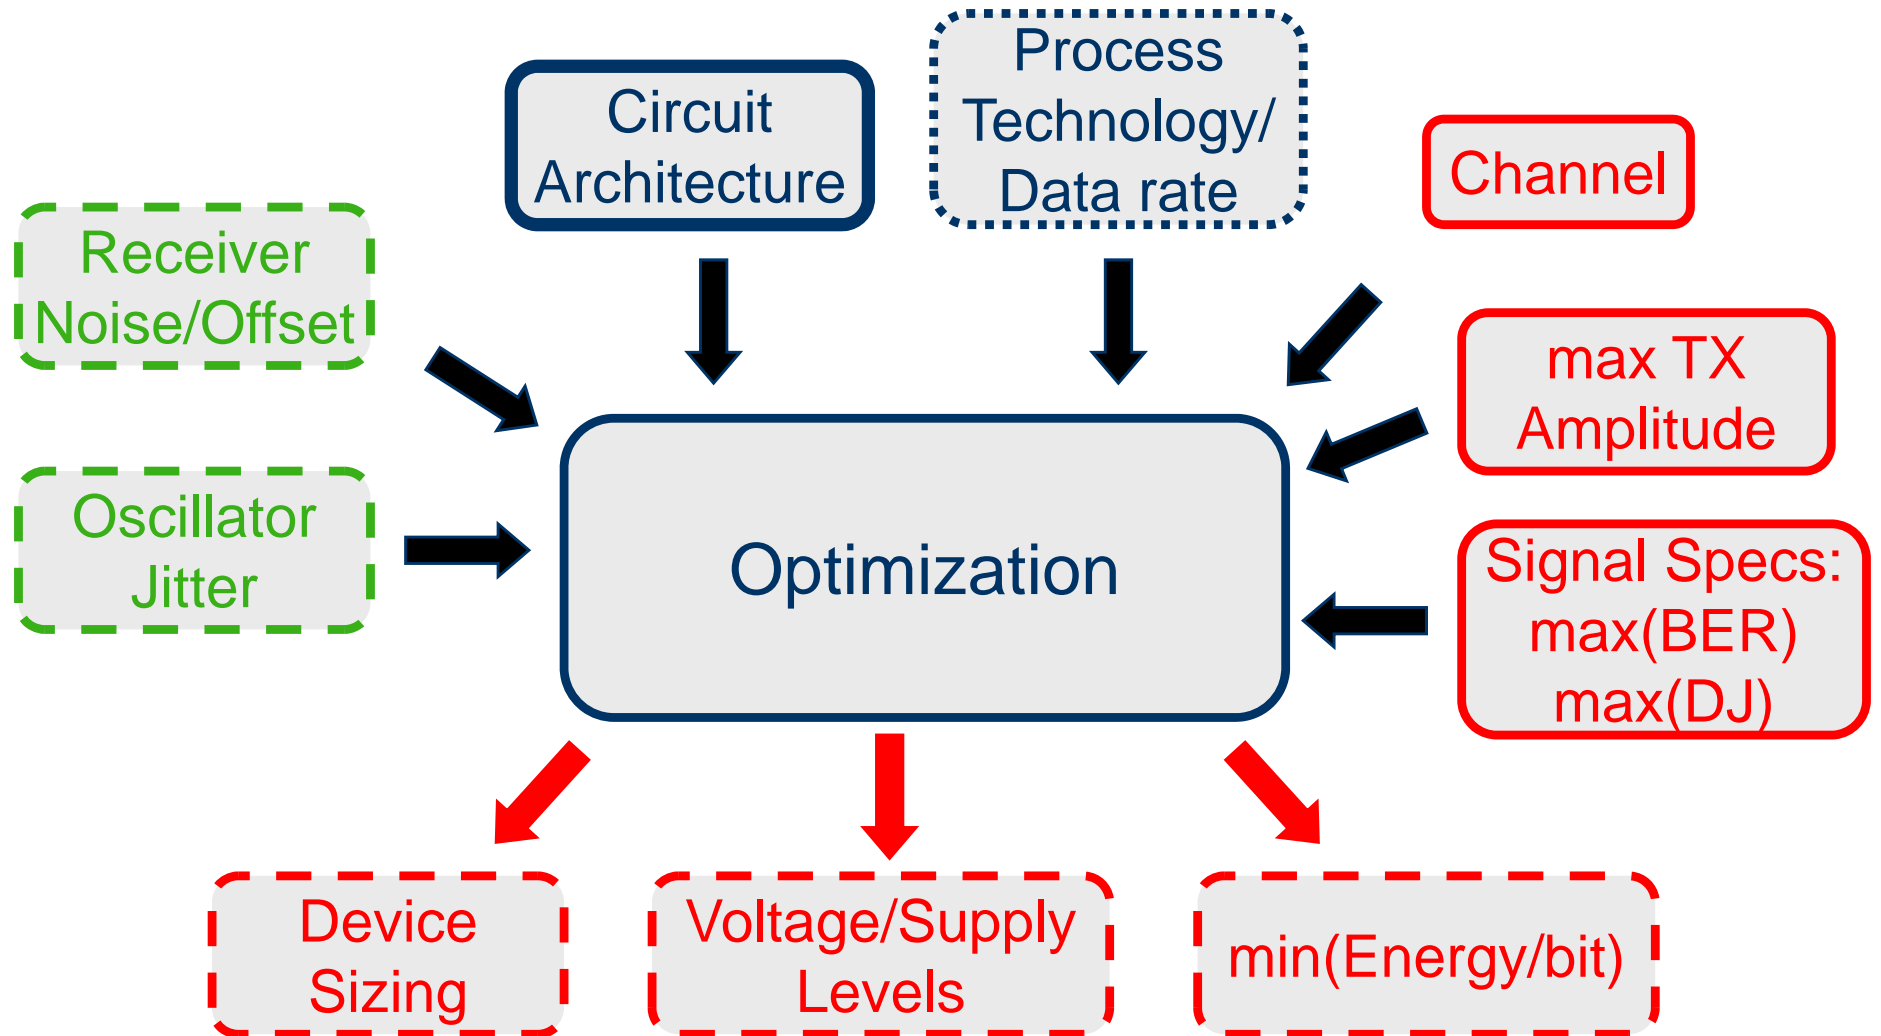 Process
Technology/
Data rate
Circuit
Architecture
Channel
Receiver
Noise/Offset
max TX
Amplitude
Oscillator
Jitter
Optimization
Signal Specs:
max(BER)
max(DJ)
Device
Sizing
Voltage/Supply
Levels
min(Energy/bit)